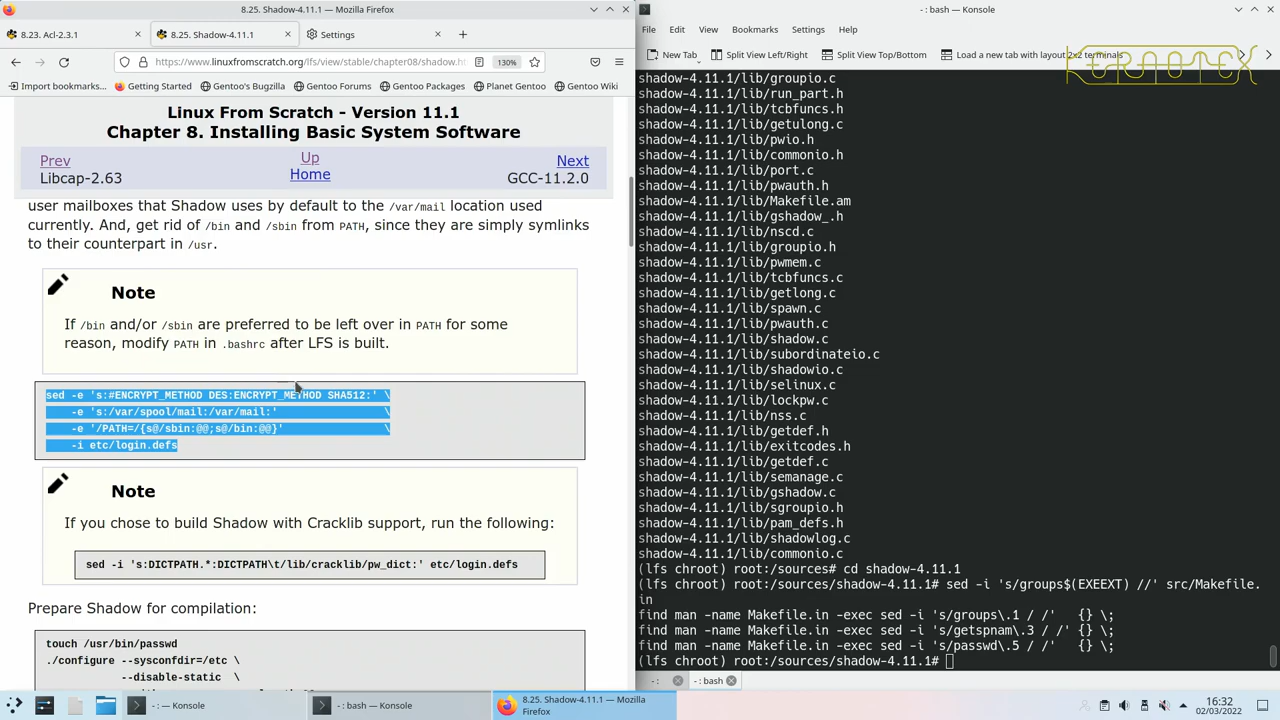 8.25. Shadow-4.11.1 — Mozilla Firefox
8.23. Acl-2.3.1
8.25. Shadow-4.11.1
Settings
https://www.linuxfromscratch.org/lfs/view/stable/chapter08/shadow.h
130%
Import bookmarks...
Getting Started
Gentoo's Bugzilla
Gentoo Forums
Gentoo Packages
Planet Gentoo
Gentoo Wiki
Linux From Scratch - Version 11.1
Chapter 8. Installing Basic System Software
Prev
Up
Next
Libcap-2.63
Home
GCC-11.2.0
user mailboxes that Shadow uses by default to the /var/mail location used
currently. And, get rid of /bin and /sbin from PATH, since they are simply symlinks
to their counterpart in /usr.
Note
If /bin and/or /sbin are preferred to be left over in PATH for some
reason, modify PATH in .bashrc after LFS is built.
sed -e 's:#ENCRYPT_METHOD DES:ENCRYPT_METHOD SHA512:' \
-e 's:/var/spool/mail:/var/mail:' \
-e '/PATH=/{s@/sbin:@@;s@/bin:@@}' \
-i etc/login.defs
Note
If you chose to build Shadow with Cracklib support, run the following:
sed -i 's:DICTPATH.*:DICTPATH\t/lib/cracklib/pw_dict:' etc/login.defs
Prepare Shadow for compilation:
touch /usr/bin/passwd
./configure --sysconfdir=/etc \
--disable-static \
- : bash — Konsole
File Edit View Bookmarks Settings Help
New Tab
Split View Left/Right
Split View Top/Bottom
Load a new tab with layout 2x2 terminals
KERNOTEX
shadow-4.11.1/lib/groupio.c
shadow-4.11.1/lib/run_part.h
shadow-4.11.1/lib/tcbfuncs.h
shadow-4.11.1/lib/getulong.c
shadow-4.11.1/lib/pwio.h
shadow-4.11.1/lib/commonio.h
shadow-4.11.1/lib/port.c
shadow-4.11.1/lib/pwauth.h
shadow-4.11.1/lib/Makefile.am
shadow-4.11.1/lib/gshadow_.h
shadow-4.11.1/lib/nscd.c
shadow-4.11.1/lib/groupio.h
shadow-4.11.1/lib/pwmem.c
shadow-4.11.1/lib/tcbfuncs.c
shadow-4.11.1/lib/getlong.c
shadow-4.11.1/lib/spawn.c
shadow-4.11.1/lib/pwauth.c
shadow-4.11.1/lib/shadow.c
shadow-4.11.1/lib/subordinateio.c
shadow-4.11.1/lib/shadowio.c
shadow-4.11.1/lib/selinux.c
shadow-4.11.1/lib/lockpw.c
shadow-4.11.1/lib/nss.c
shadow-4.11.1/lib/getdef.h
shadow-4.11.1/lib/exitcodes.h
shadow-4.11.1/lib/getdef.c
shadow-4.11.1/lib/semanage.c
shadow-4.11.1/lib/gshadow.c
shadow-4.11.1/lib/sgroupio.h
shadow-4.11.1/lib/pam_defs.h
shadow-4.11.1/lib/shadowlog.c
shadow-4.11.1/lib/commonio.c
(lfs chroot) root:/sources# cd shadow-4.11.1
(lfs chroot) root:/sources/shadow-4.11.1# sed -i 's/groups$(EXEEXT) //' src/Makefile.
in
find man -name Makefile.in -exec sed -i 's/groups\.1 / /' {} \;
find man -name Makefile.in -exec sed -i 's/getspnam\.3 / /' {} \;
find man -name Makefile.in -exec sed -i 's/passwd\.5 / /' {} \;
(lfs chroot) root:/sources/shadow-4.11.1#
- :
- : bash
- : — Konsole
- : bash — Konsole
8.25. Shadow-4.11.1 — Mozilla
Firefox
16:32
02/03/2022